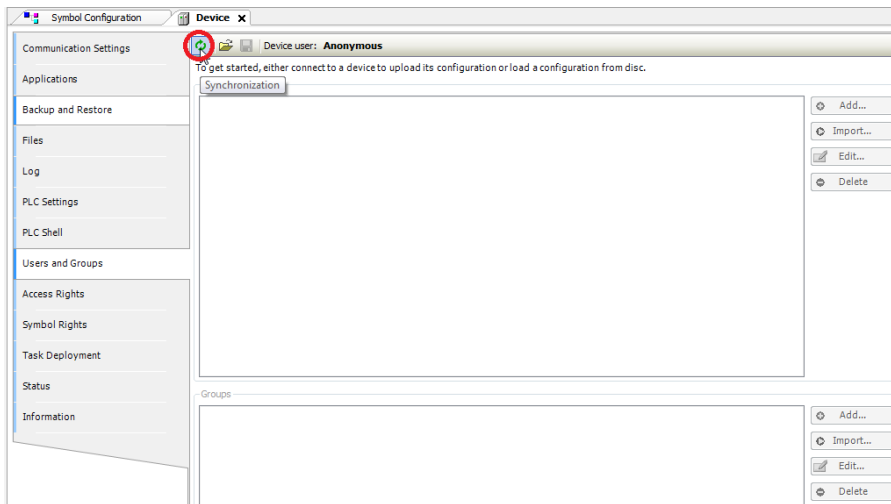 Symbol Configuration
Device
Communication Settings
Applications
Backup and Restore
Files
Log
PLC Settings
PLC Shell
Users and Groups
Access Rights
Symbol Rights
Task Deployment
Status
Information
Device user: Anonymous
To get started, either connect to a device to upload its configuration or load a configuration from disc.
Synchronization
Add...
Import...
Edit...
Delete
Groups
Add...
Import...
Edit...
Delete